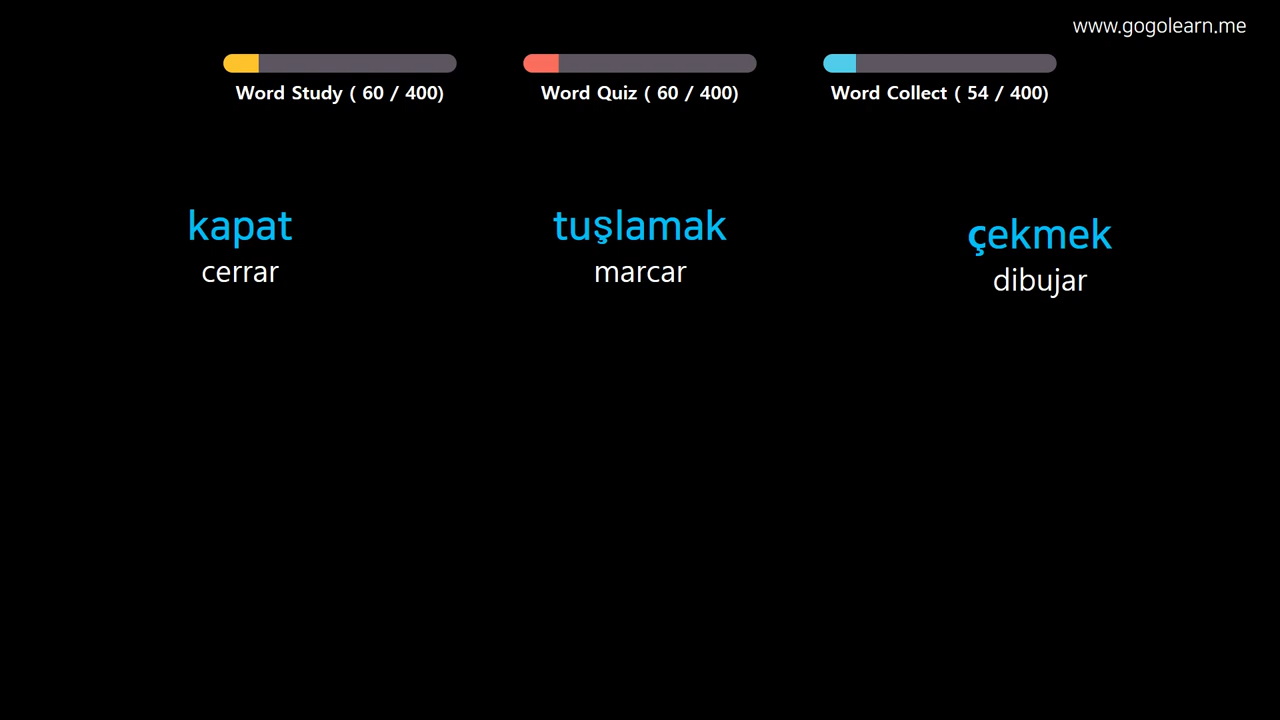 www.gogolearn.me
Word Study ( 60 / 400)
Word Quiz ( 60 / 400)
Word Collect ( 54 / 400)
kapat
cerrar
tuşlamak
marcar
çekmek
dibujar